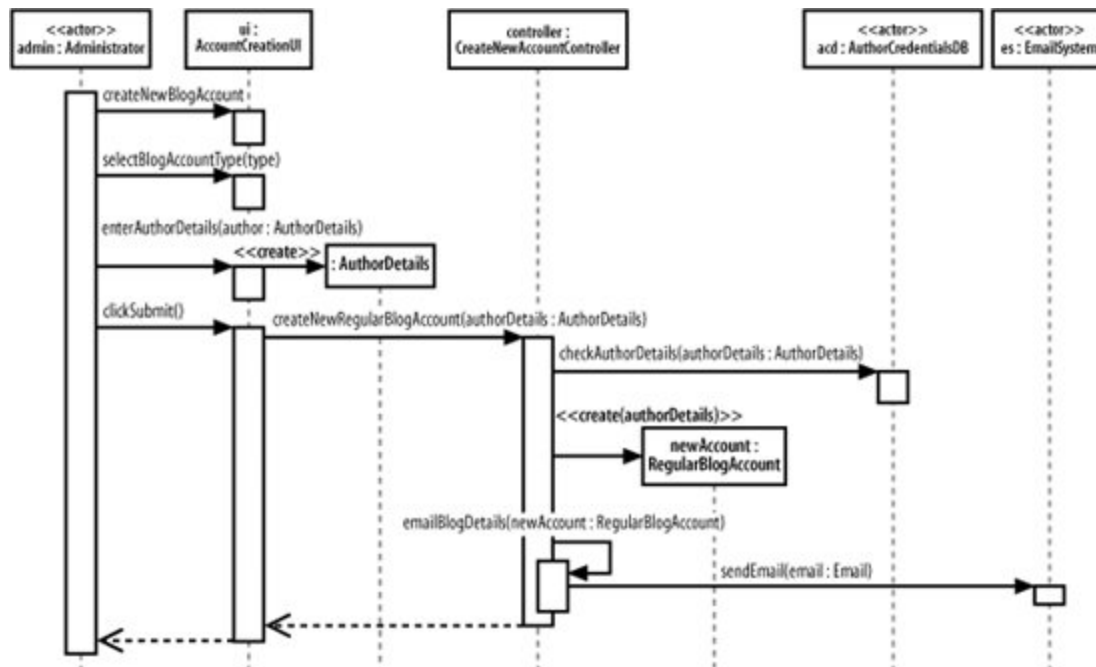 <<actor>>
admin : Administrator
ui :
AccountCreationUI
controller :
CreateNewAccountController
<<actor>>
acd : AuthorCredentialsDB
<<actor>>
es : EmailSystem
createNewBlogAccount
selectBlogAccountType(type)
enterAuthorDetails(author : AuthorDetails)
<<create>>
: AuthorDetails
clickSubmit()
createNewRegularBlogAccount(authorDetails : AuthorDetails)
checkAuthorDetails(authorDetails : AuthorDetails)
<<create(authorDetails)>>
newAccount :
RegularBlogAccount
emailBlogDetails(newAccount : RegularBlogAccount)
sendEmail(email : Email)